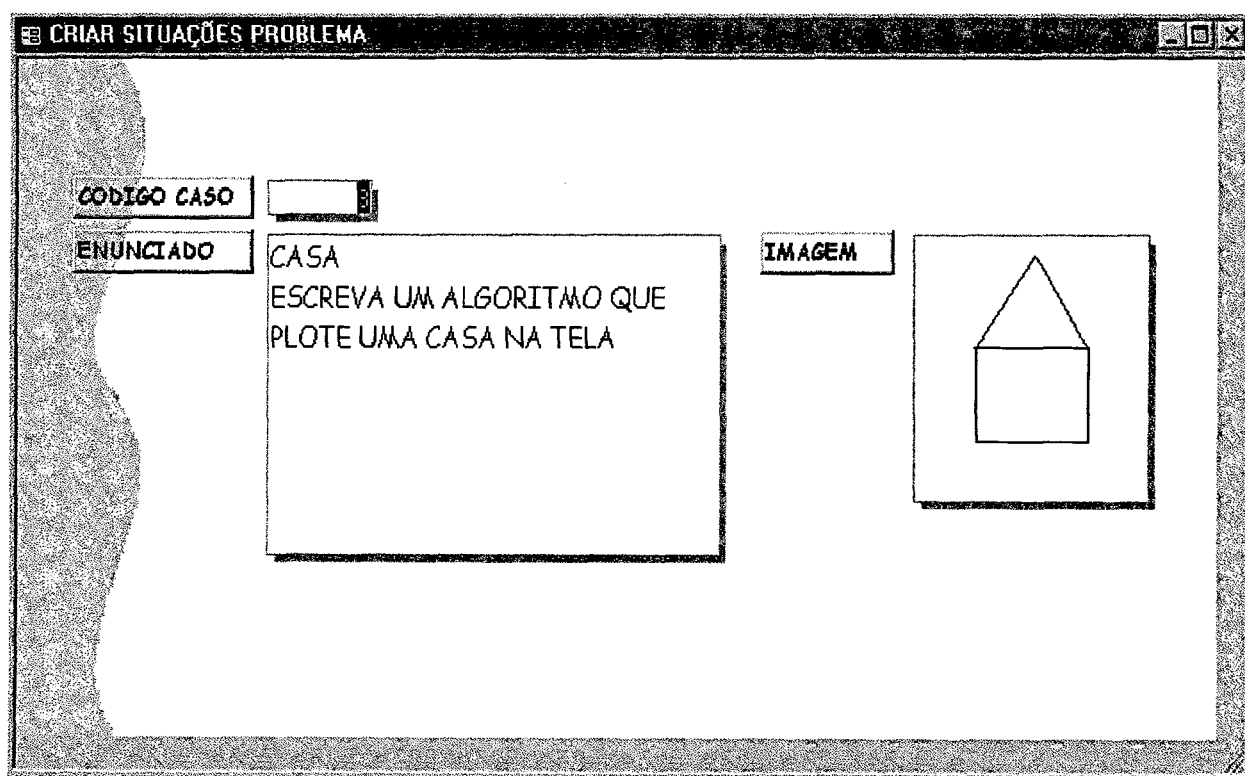 CRIAR SITUAÇÕES PROBLEMA
CODIGO CASO
ENUNCIADO
CASA
ESCREVA UM ALGORITMO QUE
PLOTE UMA CASA NA TELA
IMAGEM